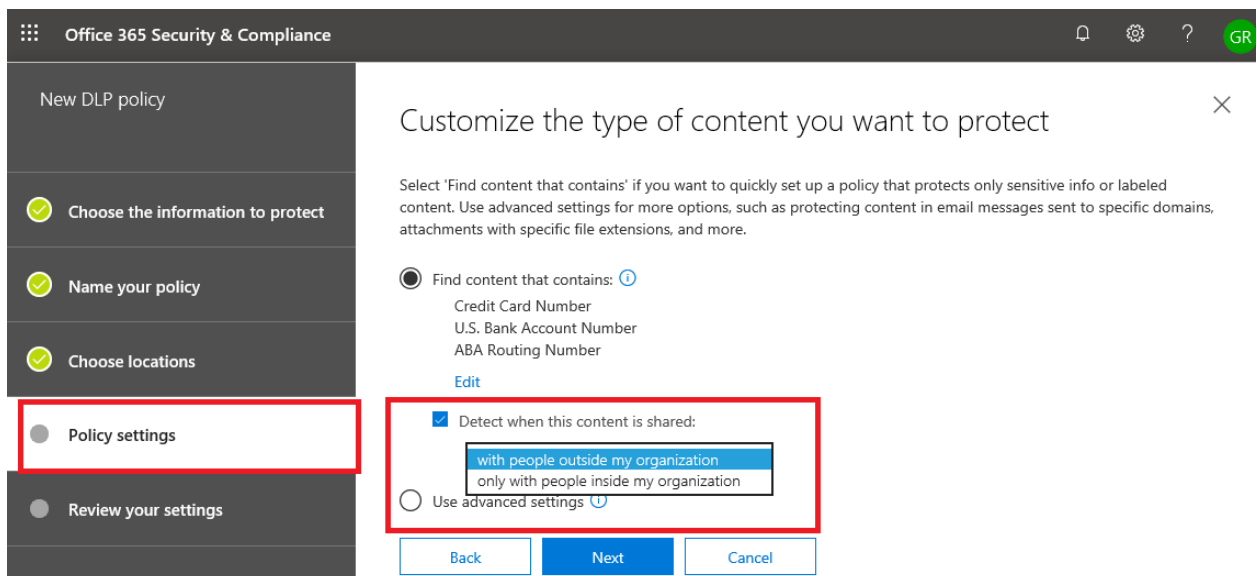 Office 365 Security & Compliance
? GR
New DLP policy
Choose the information to protect
Name your policy
Choose locations
Policy settings
Review your settings
Customize the type of content you want to protect
Select 'Find content that contains' if you want to quickly set up a policy that protects only sensitive info or labeled
content. Use advanced settings for more options, such as protecting content in email messages sent to specific domains,
attachments with specific file extensions, and more.
Find content that contains:
Credit Card Number
U.S. Bank Account Number
ABA Routing Number
Edit
Detect when this content is shared:
with people outside my organization
only with people inside my organization
Use advanced settings
Back Next Cancel